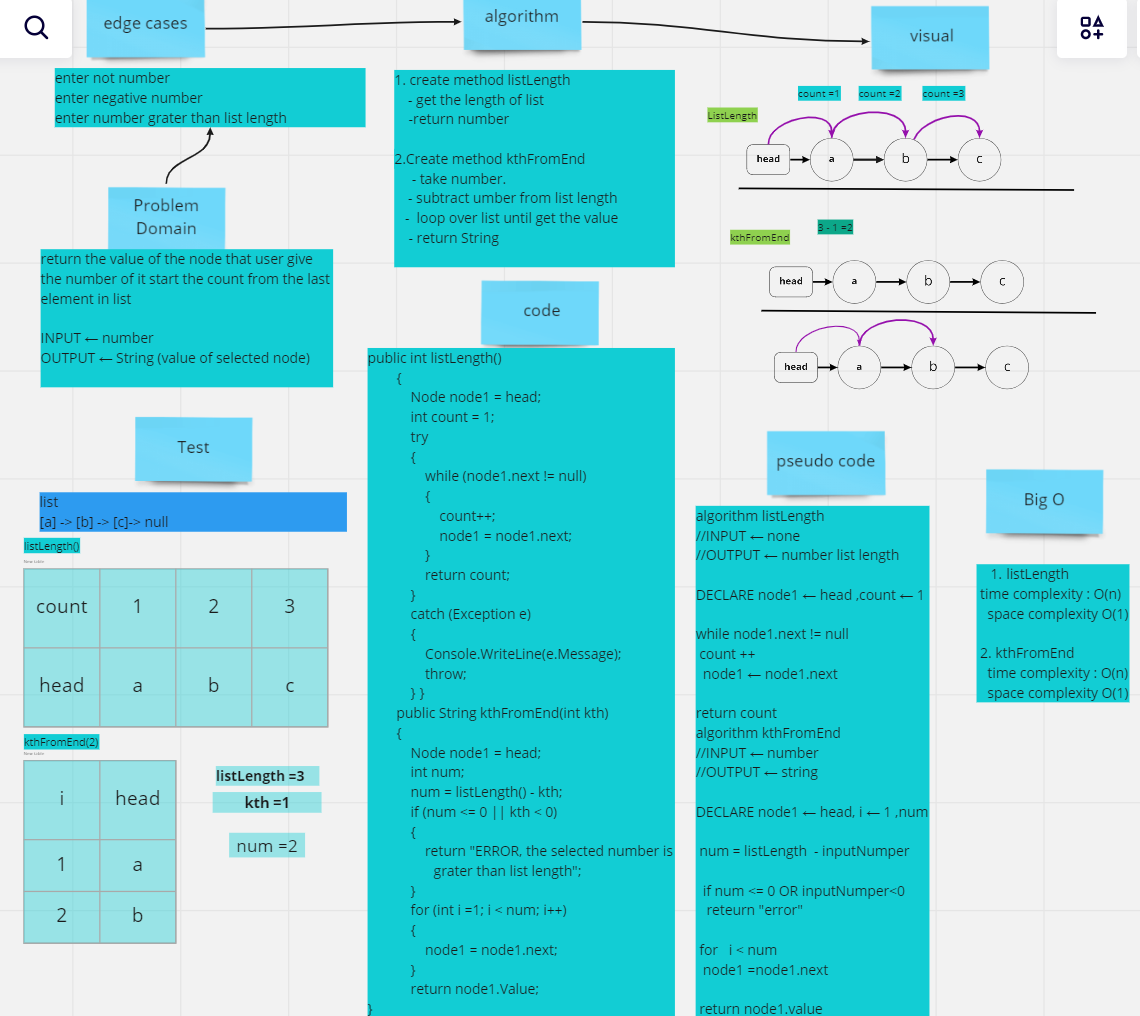 edge cases
algorithm
visual
enter not number
enter negative number
enter number grater than list length
Problem
Domain
return the value of the node that user give
the number of it start the count from the last
element in list
INPUT ← number
OUTPUT ← String (value of selected node)
1. create method listLength
- get the length of list
-return number
2.Create method kthFromEnd
- take number.
- subtract umber from list length
- loop over list until get the value
- return String
count =1
count =2
count =3
ListLength
head
a
b
c
3 - 1 =2
kthFromEnd
head
a
b
c
head
a
b
c
Test
list
[a] -> [b] -> [c]-> null
listLength()
New table
count 1 2 3
head a b c
kthFromEnd(2)
New table
i head
1 a
2 b
listLength =3
kth =1
num =2
code
public int listLength()
{
Node node1 = head;
int count = 1;
try
{
while (node1.next != null)
{
count++;
node1 = node1.next;
}
return count;
}
catch (Exception e)
{
Console.WriteLine(e.Message);
throw;
} }
public String kthFromEnd(int kth)
{
Node node1 = head;
int num;
num = listLength() - kth;
if (num <= 0 || kth < 0)
{
return "ERROR, the selected number is
grater than list length";
}
for (int i =1; i < num; i++)
{
node1 = node1.next;
}
return node1.Value;
}
pseudo code
algorithm listLength
//INPUT ← none
//OUTPUT ← number list length
DECLARE node1 ← head ,count ← 1
while node1.next != null
count ++
node1 ← node1.next
return count
algorithm kthFromEnd
//INPUT ← number
//OUTPUT ← string
DECLARE node1 ← head, i ← 1 ,num
num = listLength - inputNumper
if num <= 0 OR inputNumper<0
reteurn "error"
for i < num
node1 =node1.next
return node1.value
Big O
1. listLength
time complexity : O(n)
space complexity O(1)
2. kthFromEnd
time complexity : O(n)
space complexity O(1)